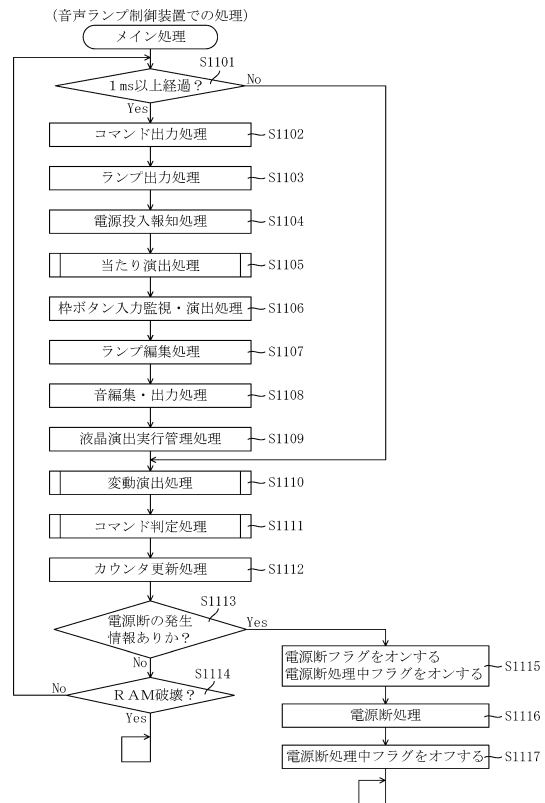 (音声ランプ制御装置での処理)
メイン処理
S1101
1ms以上経過?
No
Yes
コマンド出力処理
S1102
ランプ出力処理
S1103
電源投入報知処理
S1104
当たり演出処理
S1105
枠ボタン入力監視・演出処理
S1106
ランプ編集処理
S1107
音編集・出力処理
S1108
液晶演出実行管理処理
S1109
変動演出処理
S1110
コマンド判定処理
S1111
カウンタ更新処理
S1112
S1113
電源断の発生
情報ありか?
Yes
No
S1114
RAM破壊?
No
Yes
電源断フラグをオンする
電源断処理中フラグをオンする
S1115
電源断処理
S1116
電源断処理中フラグをオフする
S1117